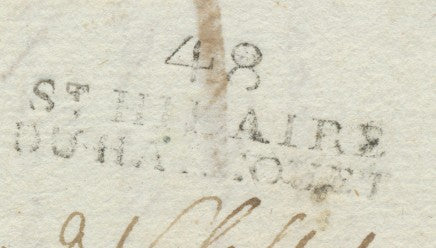 48
ST HILAIRE
DU HARCOUET